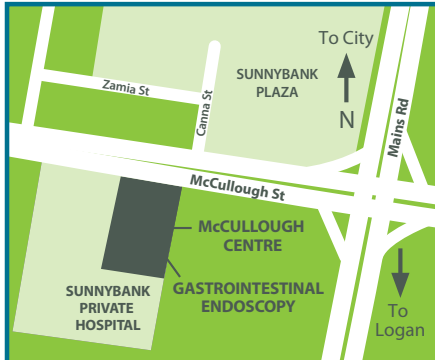 To City
SUNNYBANK
PLAZA
Zamia St
Canna St
N
Mains Rd
McCullough St
McCULLOUGH
CENTRE
GASTROINTESTINAL
ENDOSCOPY
SUNNYBANK
PRIVATE
HOSPITAL
To
Logan